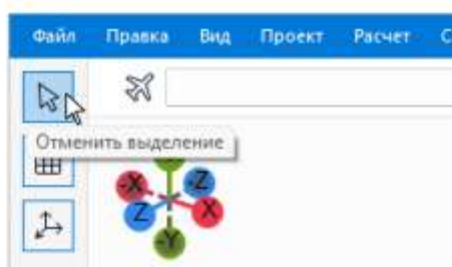 Файл Правка Вид Проект Расчет С
Отменить выделение
-X -Z
Z X
-Y